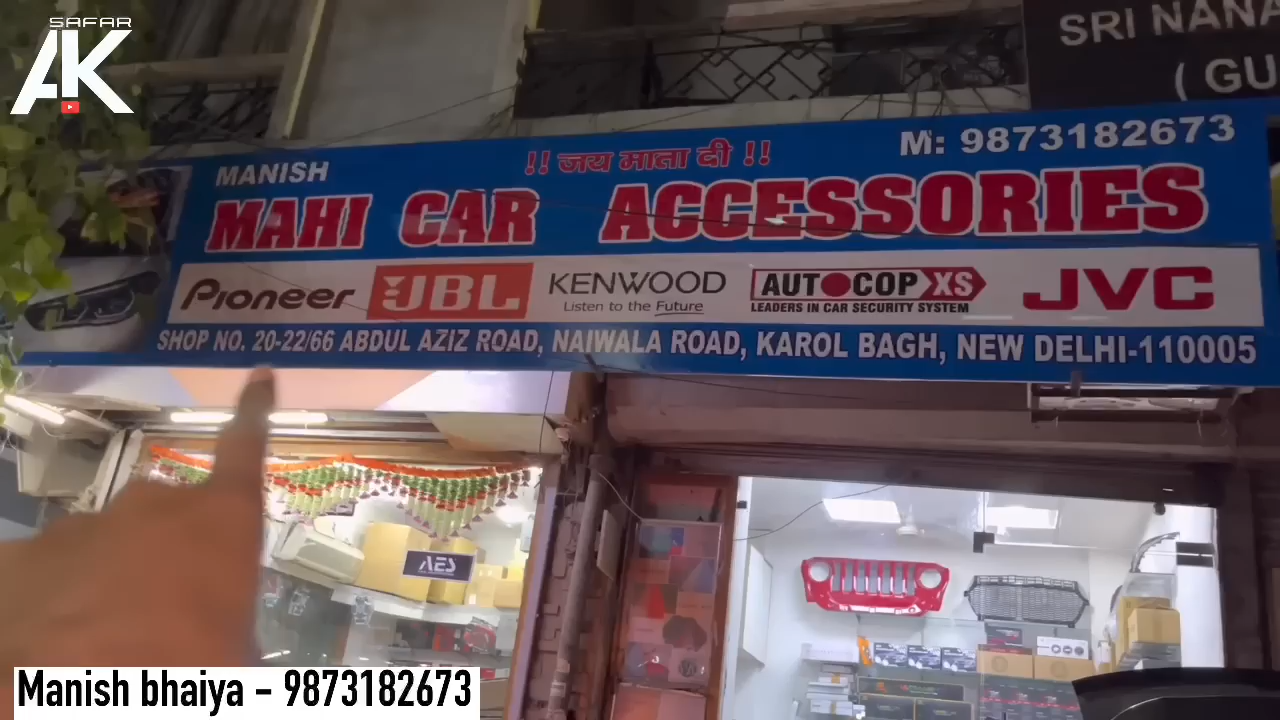 SAFAR
AK
SRI NANA
( GU
MANISH
!! जय माता दी !!
M: 9873182673
MAHI CAR ACCESSORIES
Pioneer JBL KENWOOD AUTOCOP XS JVC
Listen to the Future
LEADERS IN CAR SECURITY SYSTEM
SHOP NO. 20-22/66 ABDUL AZIZ ROAD, NAIWALA ROAD, KAROL BAGH, NEW DELHI-110005
AES
Manish bhaiya - 9873182673